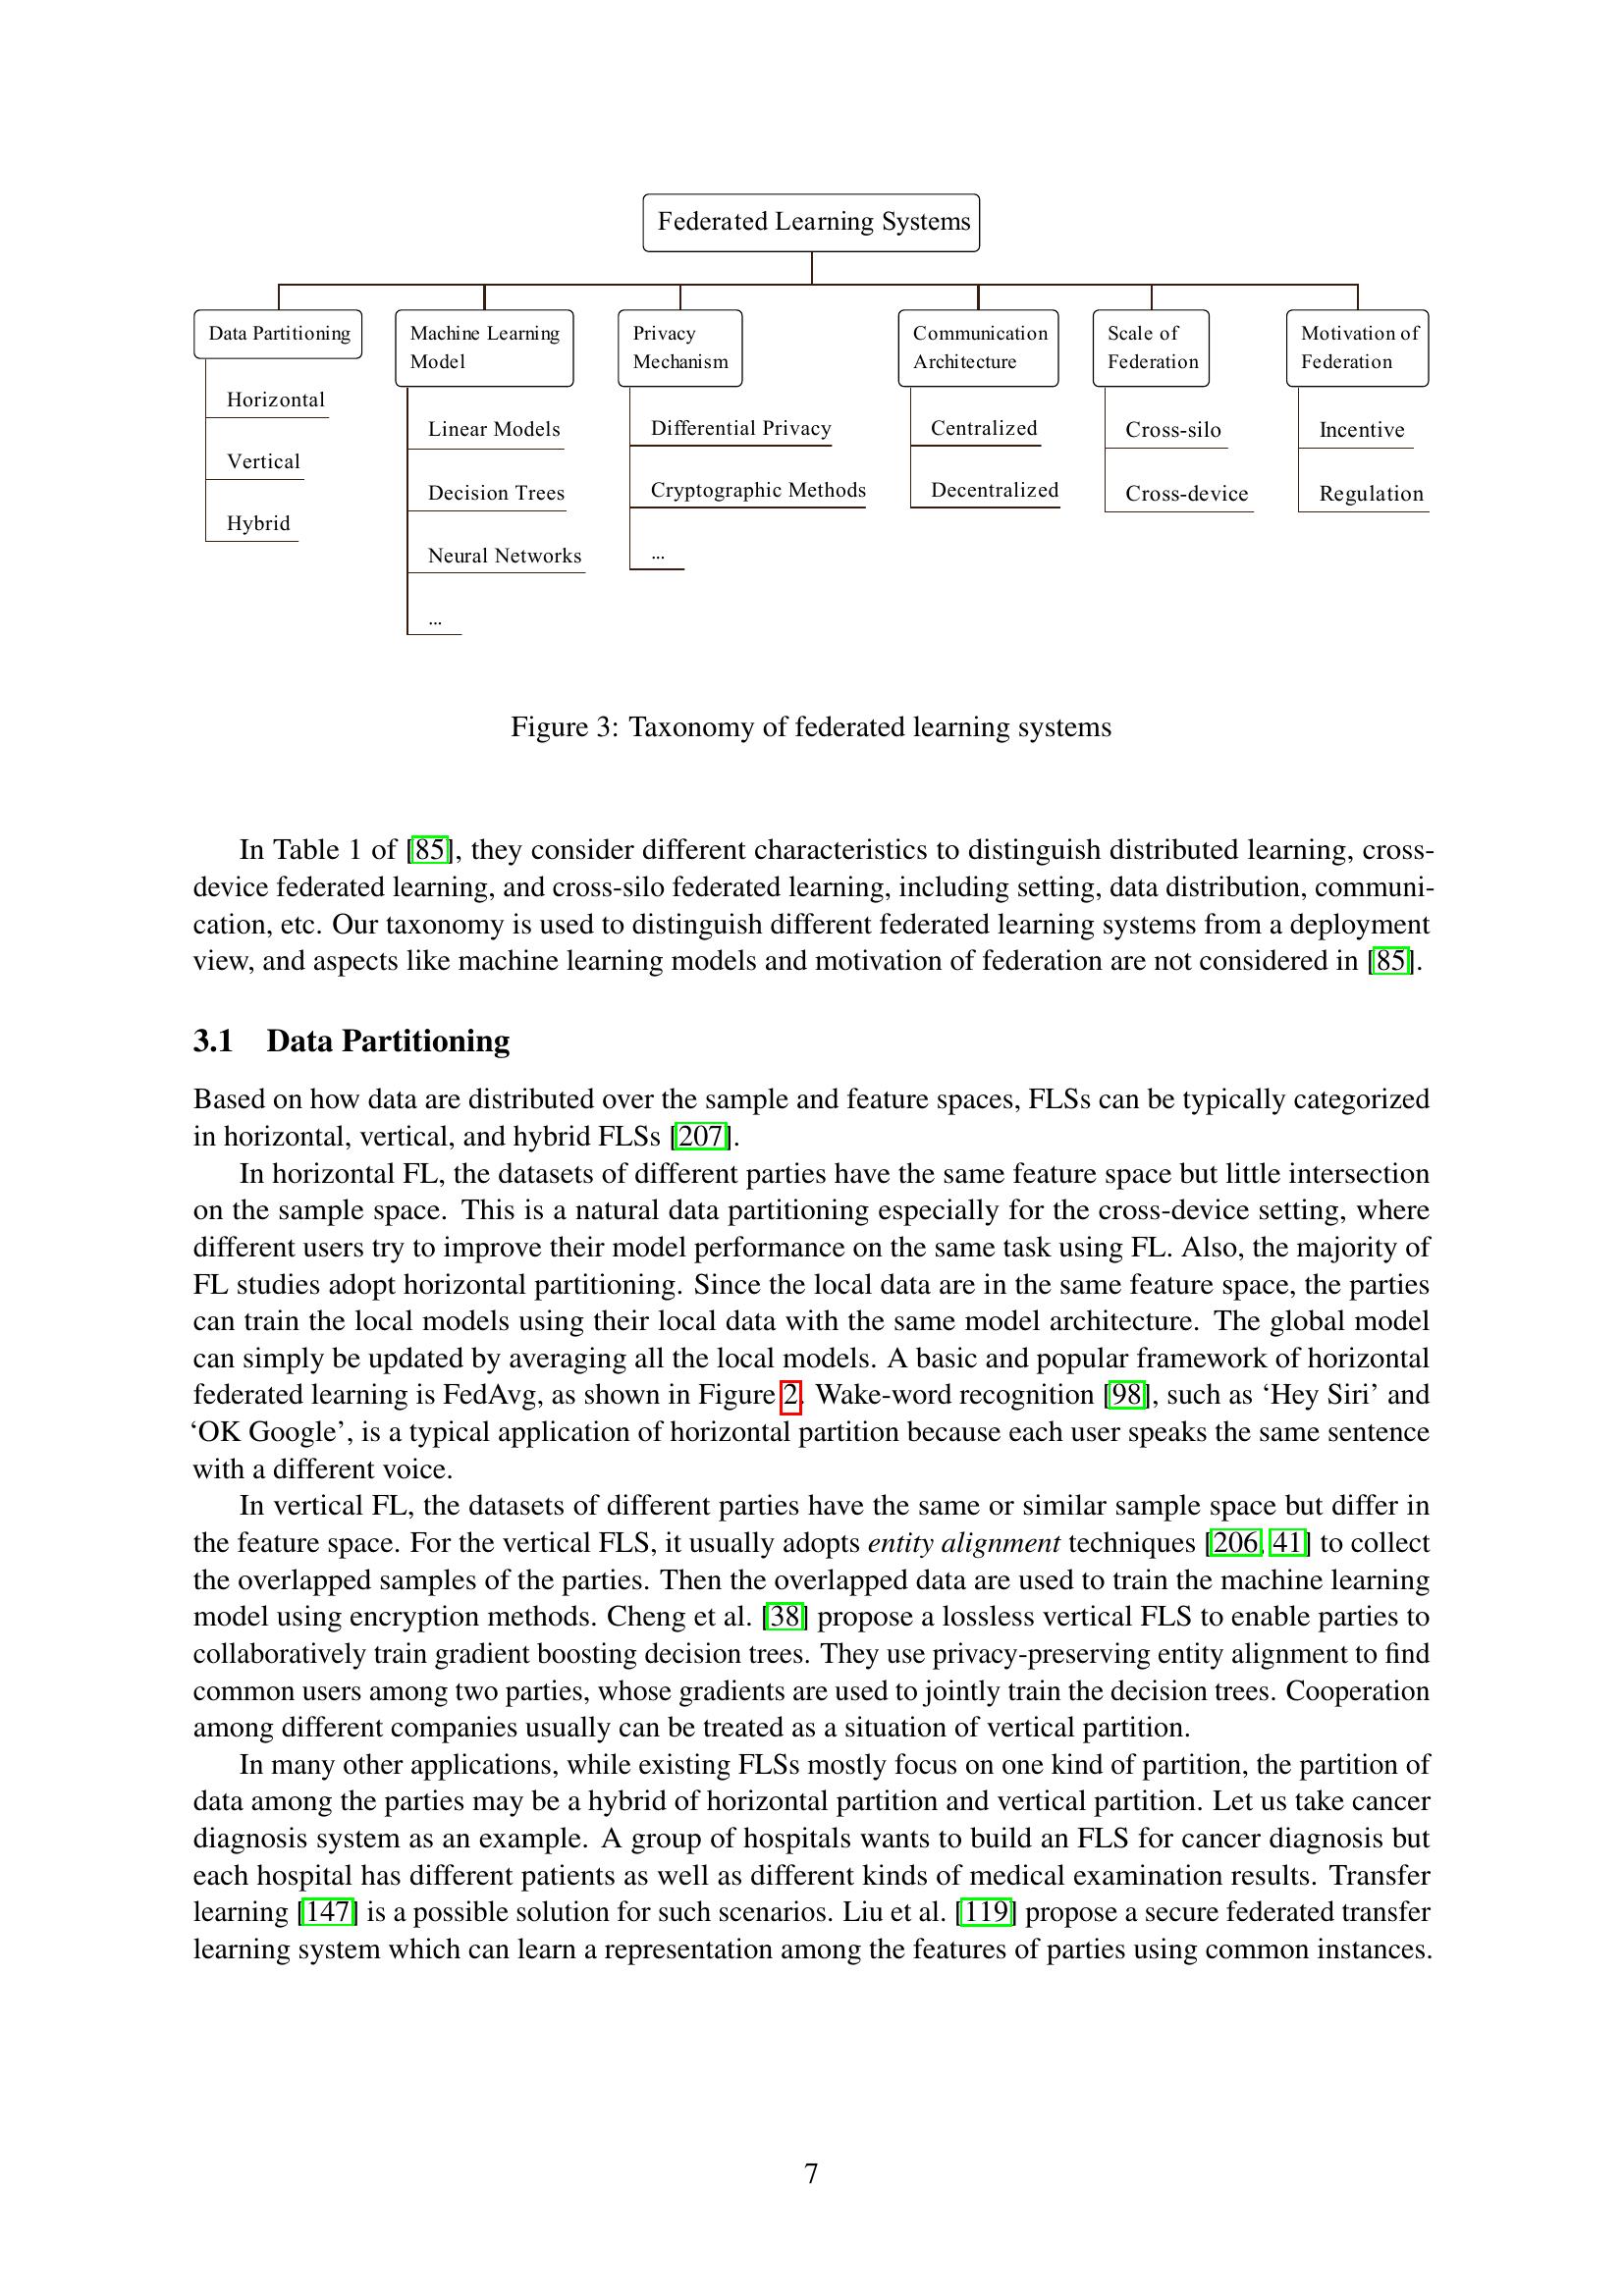 Federated Learning Systems
Data Partitioning
Horizontal
Vertical
Hybrid
Machine Learning
Model
Linear Models
Decision Trees
Neural Networks
...
Privacy
Mechanism
Differential Privacy
Cryptographic Methods
...
Communication
Architecture
Centralized
Decentralized
Scale of
Federation
Cross-silo
Cross-device
Motivation of
Federation
Incentive
Regulation
Figure 3: Taxonomy of federated learning systems
In Table 1 of [85], they consider different characteristics to distinguish distributed learning, cross-
device federated learning, and cross-silo federated learning, including setting, data distribution, communi-
cation, etc. Our taxonomy is used to distinguish different federated learning systems from a deployment
view, and aspects like machine learning models and motivation of federation are not considered in [85].
3.1 Data Partitioning
Based on how data are distributed over the sample and feature spaces, FLSs can be typically categorized
in horizontal, vertical, and hybrid FLSs [207].
In horizontal FL, the datasets of different parties have the same feature space but little intersection
on the sample space. This is a natural data partitioning especially for the cross-device setting, where
different users try to improve their model performance on the same task using FL. Also, the majority of
FL studies adopt horizontal partitioning. Since the local data are in the same feature space, the parties
can train the local models using their local data with the same model architecture. The global model
can simply be updated by averaging all the local models. A basic and popular framework of horizontal
federated learning is FedAvg, as shown in Figure 2. Wake-word recognition [98], such as ‘Hey Siri’ and
‘OK Google’, is a typical application of horizontal partition because each user speaks the same sentence
with a different voice.
In vertical FL, the datasets of different parties have the same or similar sample space but differ in
the feature space. For the vertical FLS, it usually adopts entity alignment techniques [206, 41] to collect
the overlapped samples of the parties. Then the overlapped data are used to train the machine learning
model using encryption methods. Cheng et al. [38] propose a lossless vertical FLS to enable parties to
collaboratively train gradient boosting decision trees. They use privacy-preserving entity alignment to find
common users among two parties, whose gradients are used to jointly train the decision trees. Cooperation
among different companies usually can be treated as a situation of vertical partition.
In many other applications, while existing FLSs mostly focus on one kind of partition, the partition of
data among the parties may be a hybrid of horizontal partition and vertical partition. Let us take cancer
diagnosis system as an example. A group of hospitals wants to build an FLS for cancer diagnosis but
each hospital has different patients as well as different kinds of medical examination results. Transfer
learning [147] is a possible solution for such scenarios. Liu et al. [119] propose a secure federated transfer
learning system which can learn a representation among the features of parties using common instances.
7